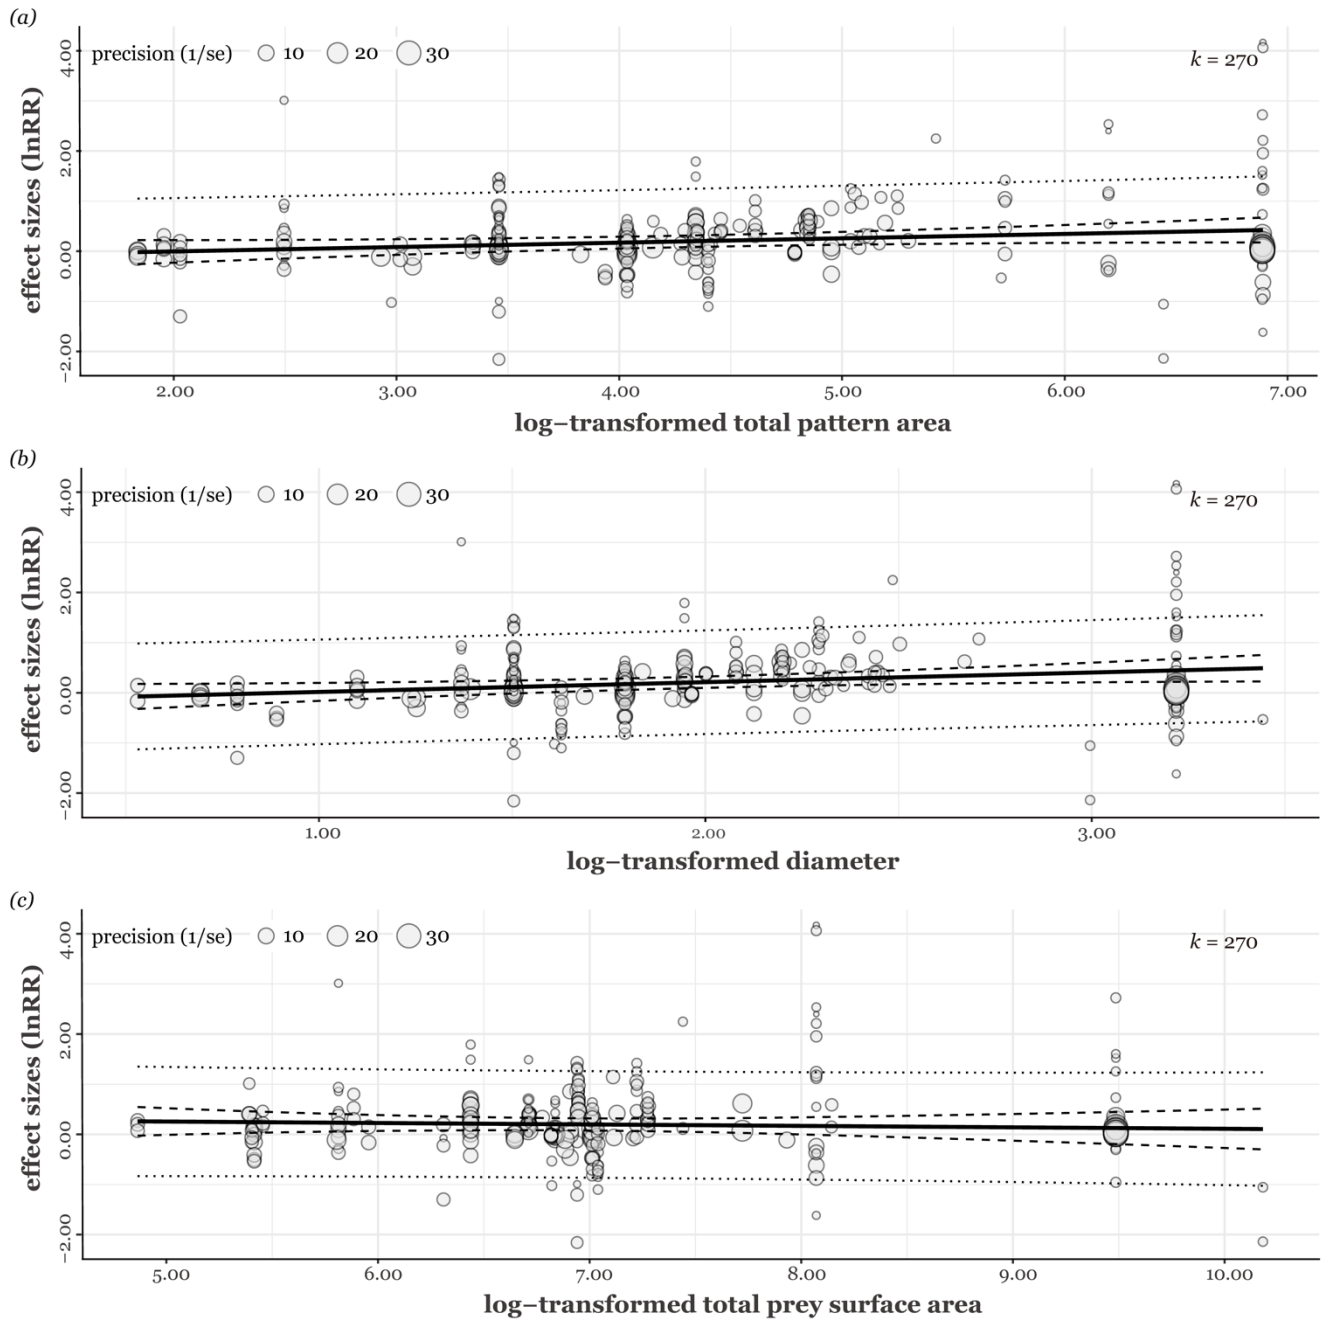 (a)
precision (1/se) 10 20 30
k = 270
effect sizes (lnRR)
4.00
2.00
0.00
−2.00
2.00 3.00 4.00 5.00 6.00 7.00
log−transformed total pattern area
(b)
precision (1/se) 10 20 30
k = 270
effect sizes (lnRR)
4.00
2.00
0.00
−2.00
1.00 2.00 3.00
log−transformed diameter
(c)
precision (1/se) 10 20 30
k = 270
effect sizes (lnRR)
4.00
2.00
0.00
−2.00
5.00 6.00 7.00 8.00 9.00 10.00
log−transformed total prey surface area